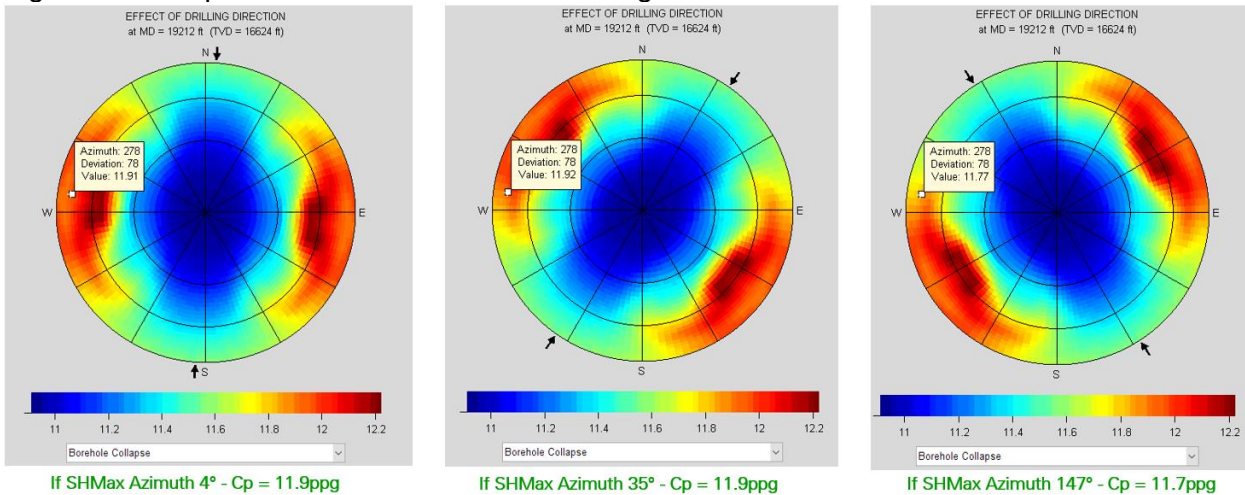 EFFECT OF DRILLING DIRECTION
at MD = 19212 ft (TVD = 16624 ft)
N
W
E
S
Azimuth: 278
Deviation: 78
Value: 11.91
11 11.2 11.4 11.6 11.8 12 12.2
Borehole Collapse
If SHMax Azimuth 4° - Cp = 11.9ppg
EFFECT OF DRILLING DIRECTION
at MD = 19212 ft (TVD = 16624 ft)
N
W
E
S
Azimuth: 278
Deviation: 78
Value: 11.92
11 11.2 11.4 11.6 11.8 12 12.2
Borehole Collapse
If SHMax Azimuth 35° - Cp = 11.9ppg
EFFECT OF DRILLING DIRECTION
at MD = 19212 ft (TVD = 16624 ft)
N
W
E
S
Azimuth: 278
Deviation: 78
Value: 11.77
11 11.2 11.4 11.6 11.8 12 12.2
Borehole Collapse
If SHMax Azimuth 147° - Cp = 11.7ppg